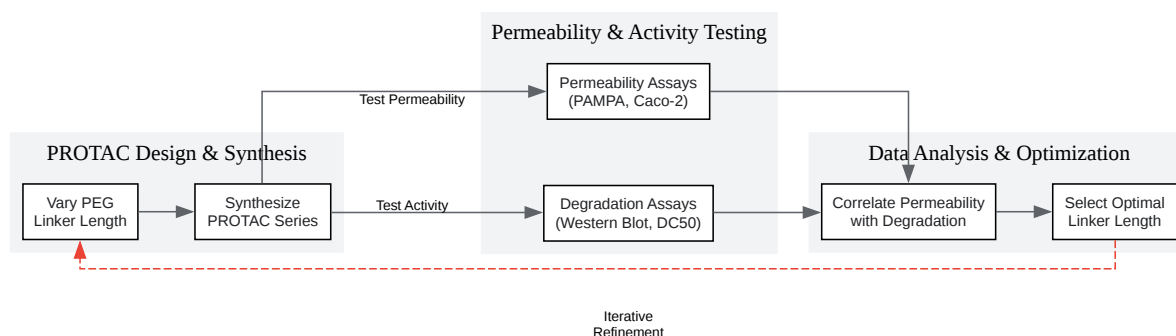 Permeability & Activity Testing
Permeability Assays
(PAMPA, Caco-2)
Test Permeability
PROTAC Design & Synthesis
Data Analysis & Optimization
Vary PEG
Linker Length
Synthesize
PROTAC Series
Test Activity
Degradation Assays
(Western Blot, DC50)
Correlate Permeability
with Degradation
Select Optimal
Linker Length
Iterative
Refinement